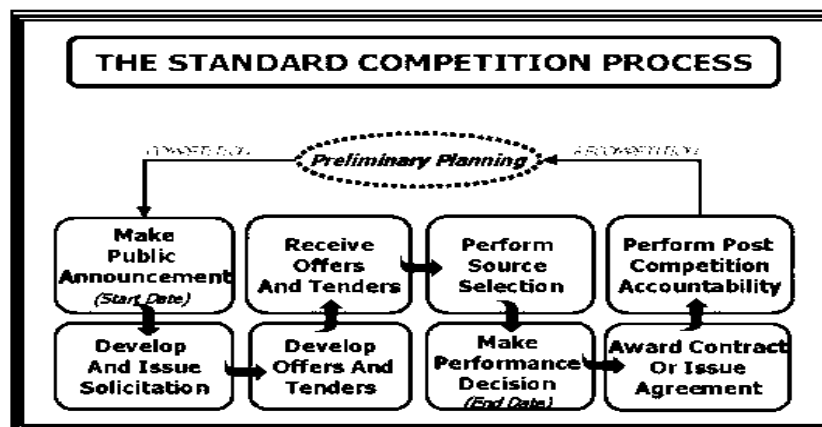 THE STANDARD COMPETITION PROCESS
COMPETITION
Preliminary Planning
RECOMPETITION
Make
Public
Announcement
(Start Date)
Receive
Offers
And Tenders
Perform
Source
Selection
Perform Post
Competition
Accountability
Develop
And Issue
Solicitation
Develop
Offers And
Tenders
Make
Performance
Decision
(End Date)
Award Contract
Or Issue
Agreement